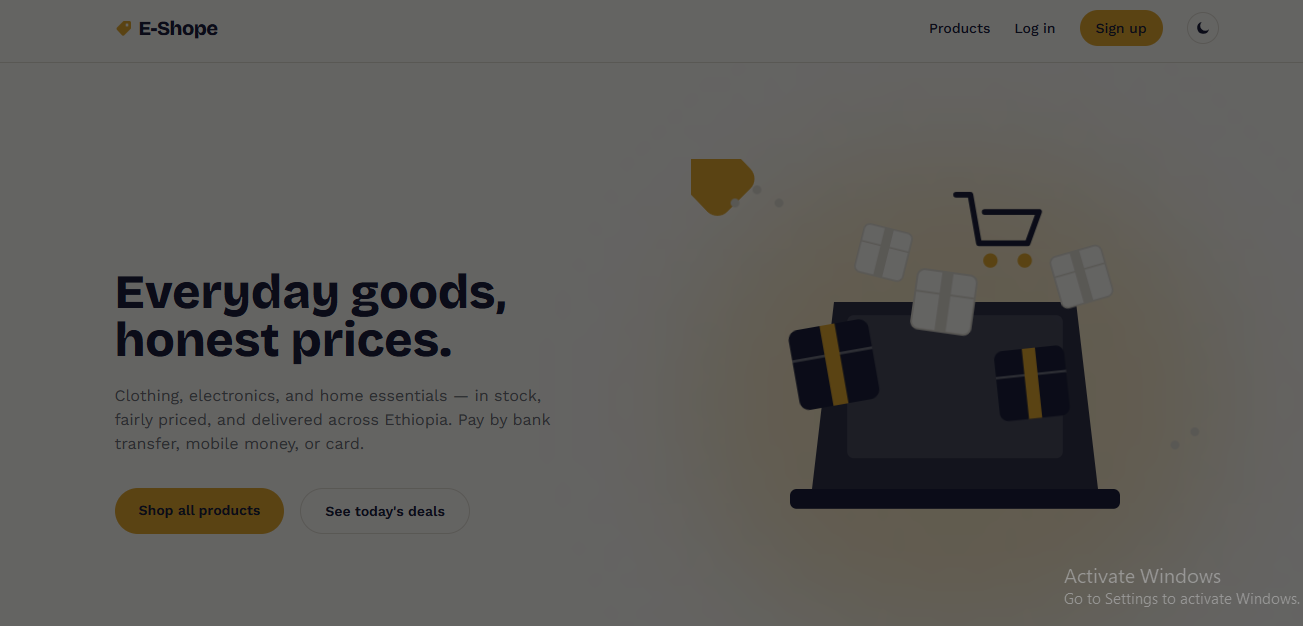 E-Shope
Products
Log in
Sign up
Everyday goods,
honest prices.
Clothing, electronics, and home essentials — in stock,
fairly priced, and delivered across Ethiopia. Pay by bank
transfer, mobile money, or card.
Shop all products
See today's deals
Activate Windows
Go to Settings to activate Windows.